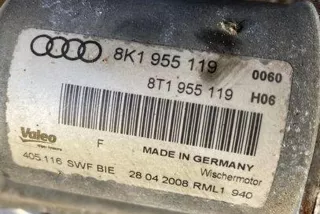 8K1 955 119 0060
8T1 955 119 H06
Valeo
F
MADE IN GERMANY
Wischermotor
405.116 SWF BIE 28 04 2008 RML1 940